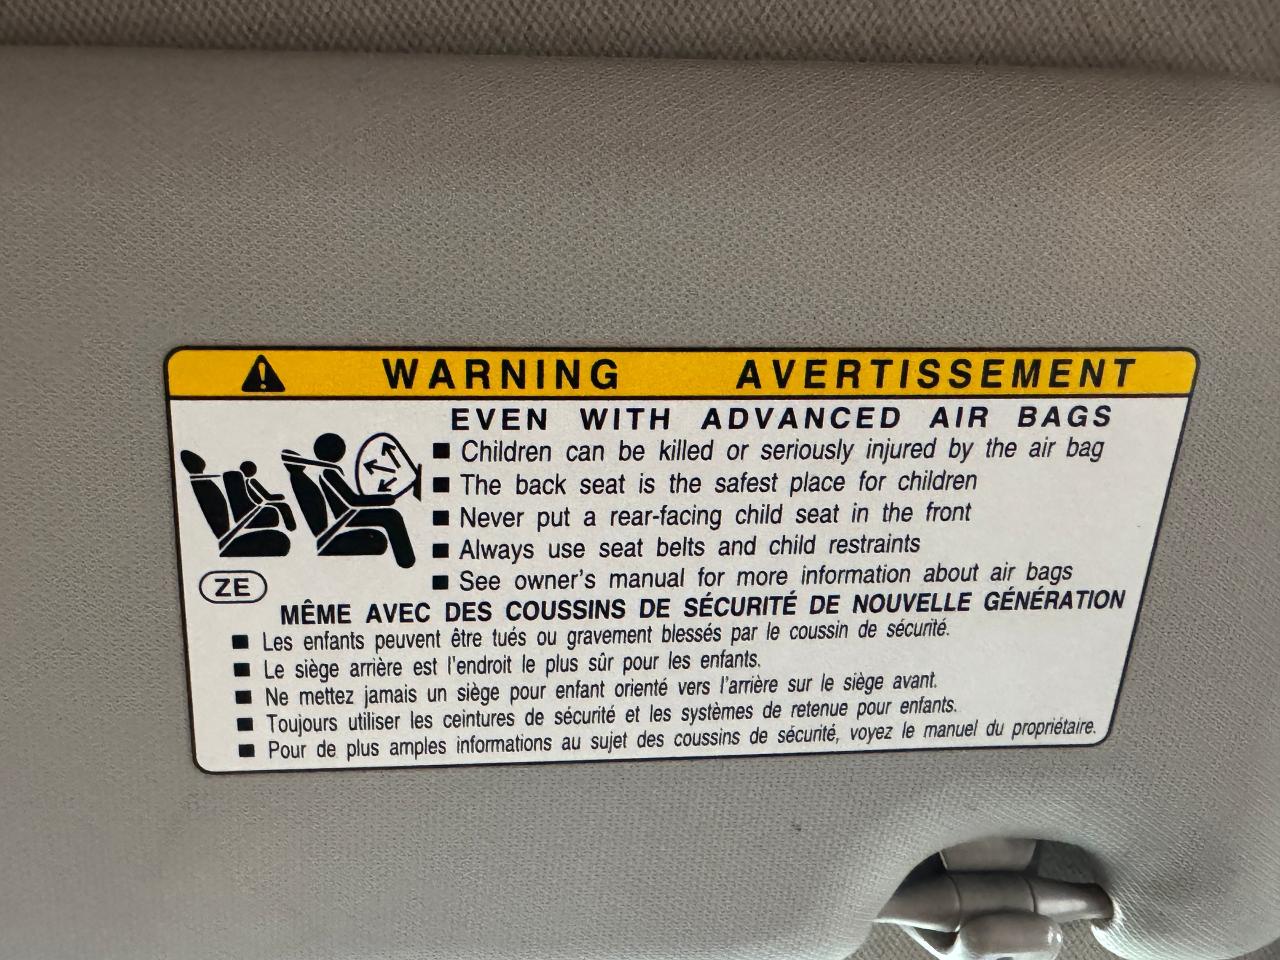 WARNING AVERTISSEMENT
EVEN WITH ADVANCED AIR BAGS
■ Children can be killed or seriously injured by the air bag
■ The back seat is the safest place for children
■ Never put a rear-facing child seat in the front
■ Always use seat belts and child restraints
■ See owner's manual for more information about air bags
ZE
MÊME AVEC DES COUSSINS DE SÉCURITÉ DE NOUVELLE GÉNÉRATION
■ Les enfants peuvent être tués ou gravement blessés par le coussin de sécurité.
■ Le siège arrière est l'endroit le plus sûr pour les enfants.
■ Ne mettez jamais un siège pour enfant orienté vers l'arrière sur le siège avant.
■ Toujours utiliser les ceintures de sécurité et les systèmes de retenue pour enfants.
■ Pour de plus amples informations au sujet des coussins de sécurité, voyez le manuel du propriétaire.